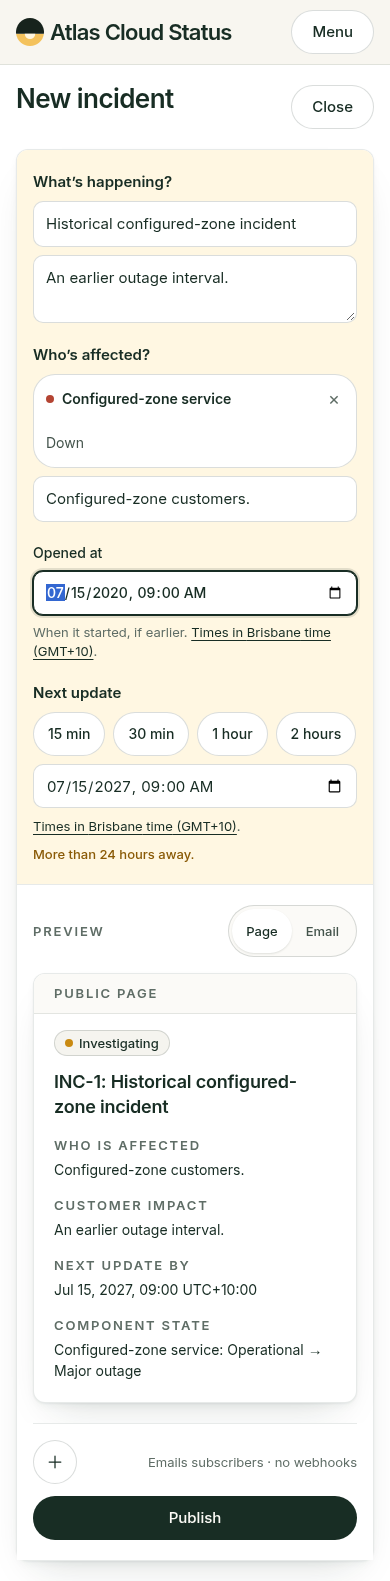 Atlas Cloud Status
Menu
New incident
Close
What's happening?
Historical configured-zone incident
An earlier outage interval.
Who's affected?
Configured-zone service
×
Down
Configured-zone customers.
Opened at
07/15/2020, 09:00 AM
When it started, if earlier. Times in Brisbane time
(GMT+10).
Next update
15 min
30 min
1 hour
2 hours
07/15/2027, 09:00 AM
Times in Brisbane time (GMT+10).
More than 24 hours away.
PREVIEW
Page
Email
PUBLIC PAGE
Investigating
INC-1: Historical configured-
zone incident
WHO IS AFFECTED
Configured-zone customers.
CUSTOMER IMPACT
An earlier outage interval.
NEXT UPDATE BY
Jul 15, 2027, 09:00 UTC+10:00
COMPONENT STATE
Configured-zone service: Operational →
Major outage
+
Emails subscribers · no webhooks
Publish